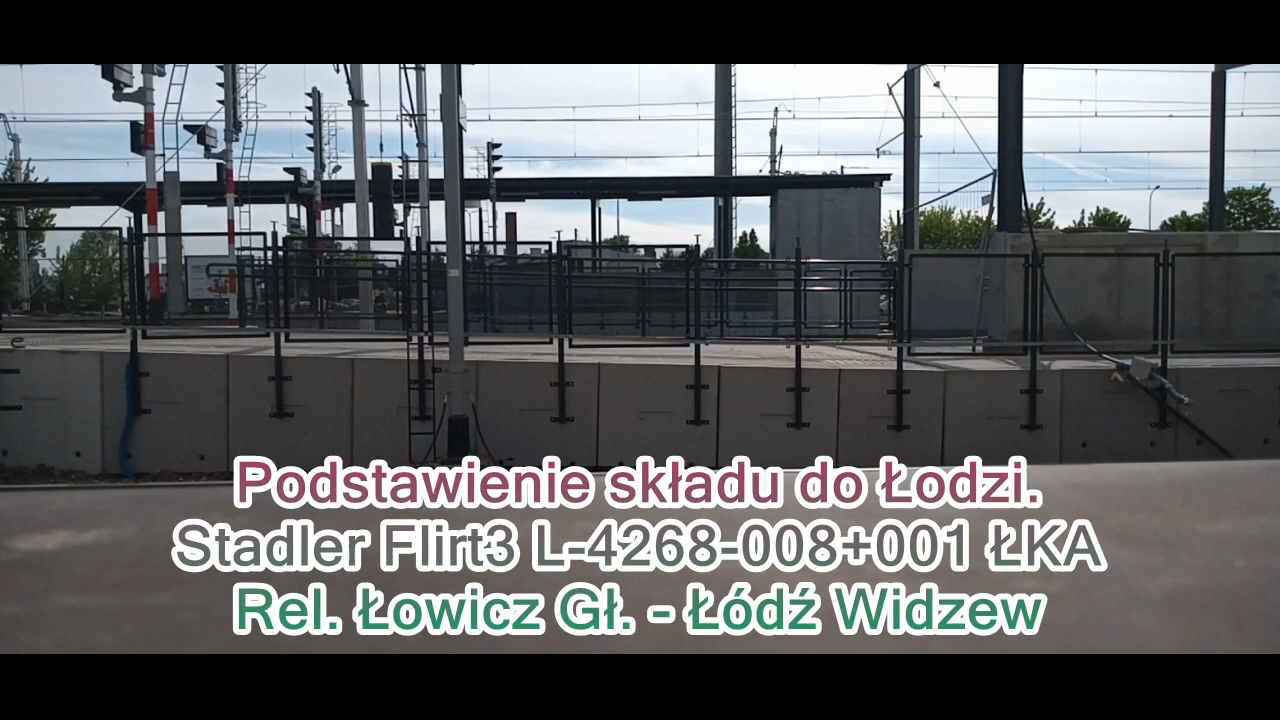 Podstawienie składu do Łodzi.
Stadler Flirt3 L-4268-008+001 ŁKA
Rel. Łowicz Gł. - Łódź Widzew